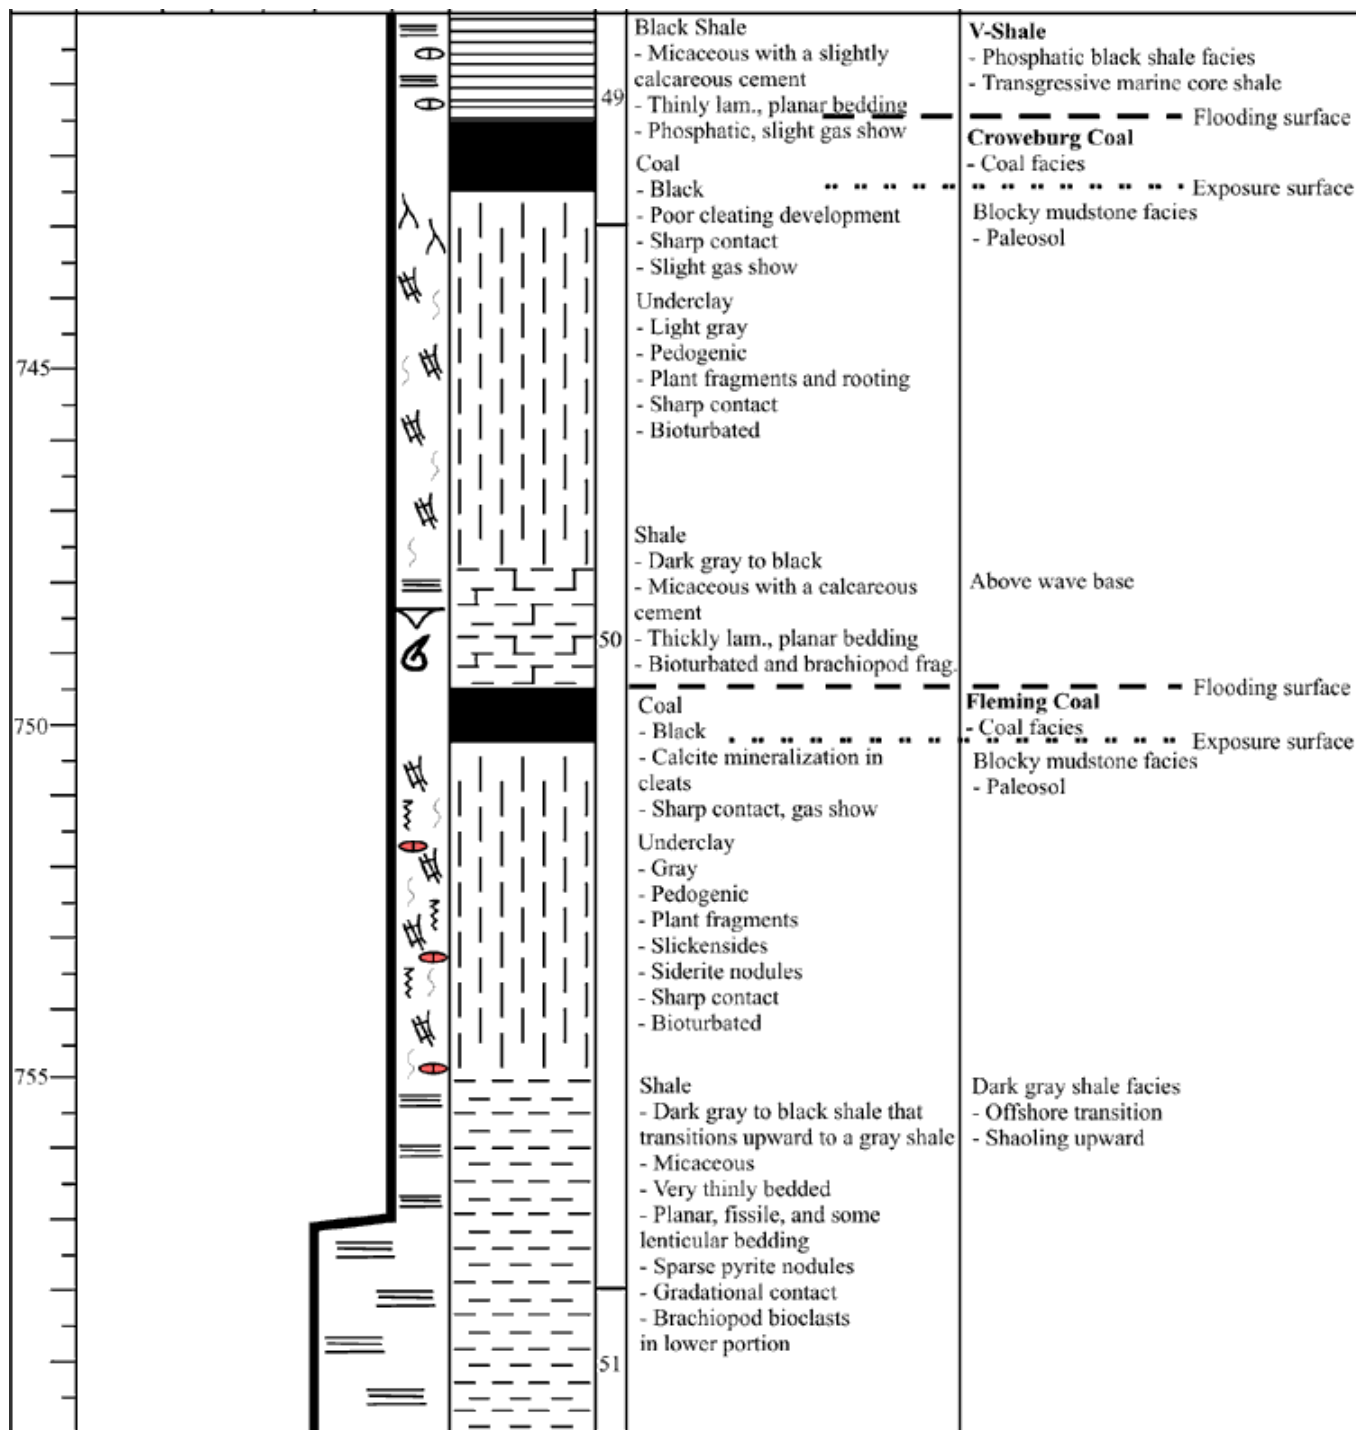 745
750
755
49
50
51
Black Shale
- Micaceous with a slightly
calcareous cement
- Thinly lam., planar bedding
- Phosphatic, slight gas show
Coal
- Black
- Poor cleating development
- Sharp contact
- Slight gas show
Underclay
- Light gray
- Pedogenic
- Plant fragments and rooting
- Sharp contact
- Bioturbated
Shale
- Dark gray to black
- Micaceous with a calcareous
cement
- Thickly lam., planar bedding
- Bioturbated and brachiopod frag.
Coal
- Black
- Calcite mineralization in
cleats
- Sharp contact, gas show
Underclay
- Gray
- Pedogenic
- Plant fragments
- Slickensides
- Siderite nodules
- Sharp contact
- Bioturbated
Shale
- Dark gray to black shale that
transitions upward to a gray shale
- Micaceous
- Very thinly bedded
- Planar, fissile, and some
lenticular bedding
- Sparse pyrite nodules
- Gradational contact
- Brachiopod bioclasts
in lower portion
V-Shale
- Phosphatic black shale facies
- Transgressive marine core shale
Flooding surface
Croweburg Coal
- Coal facies
Exposure surface
Blocky mudstone facies
- Paleosol
Above wave base
Flooding surface
Fleming Coal
- Coal facies
Exposure surface
Blocky mudstone facies
- Paleosol
Dark gray shale facies
- Offshore transition
- Shaoling upward